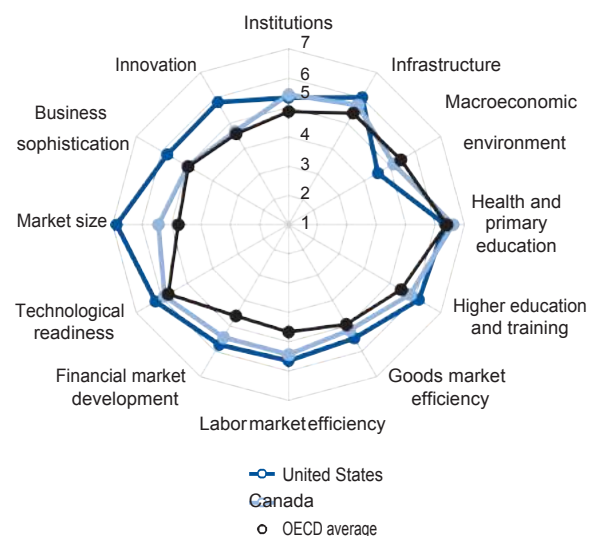 Institutions
7
Innovation
6
Infrastructure
5
Business
sophistication
Macroeconomic
environment
4
3
2
Market size
1
Health and
primary
education
Technological
readiness
Higher education
and training
Financial market
development
Goods market
efficiency
Labor market efficiency
United States
Canada
OECD average